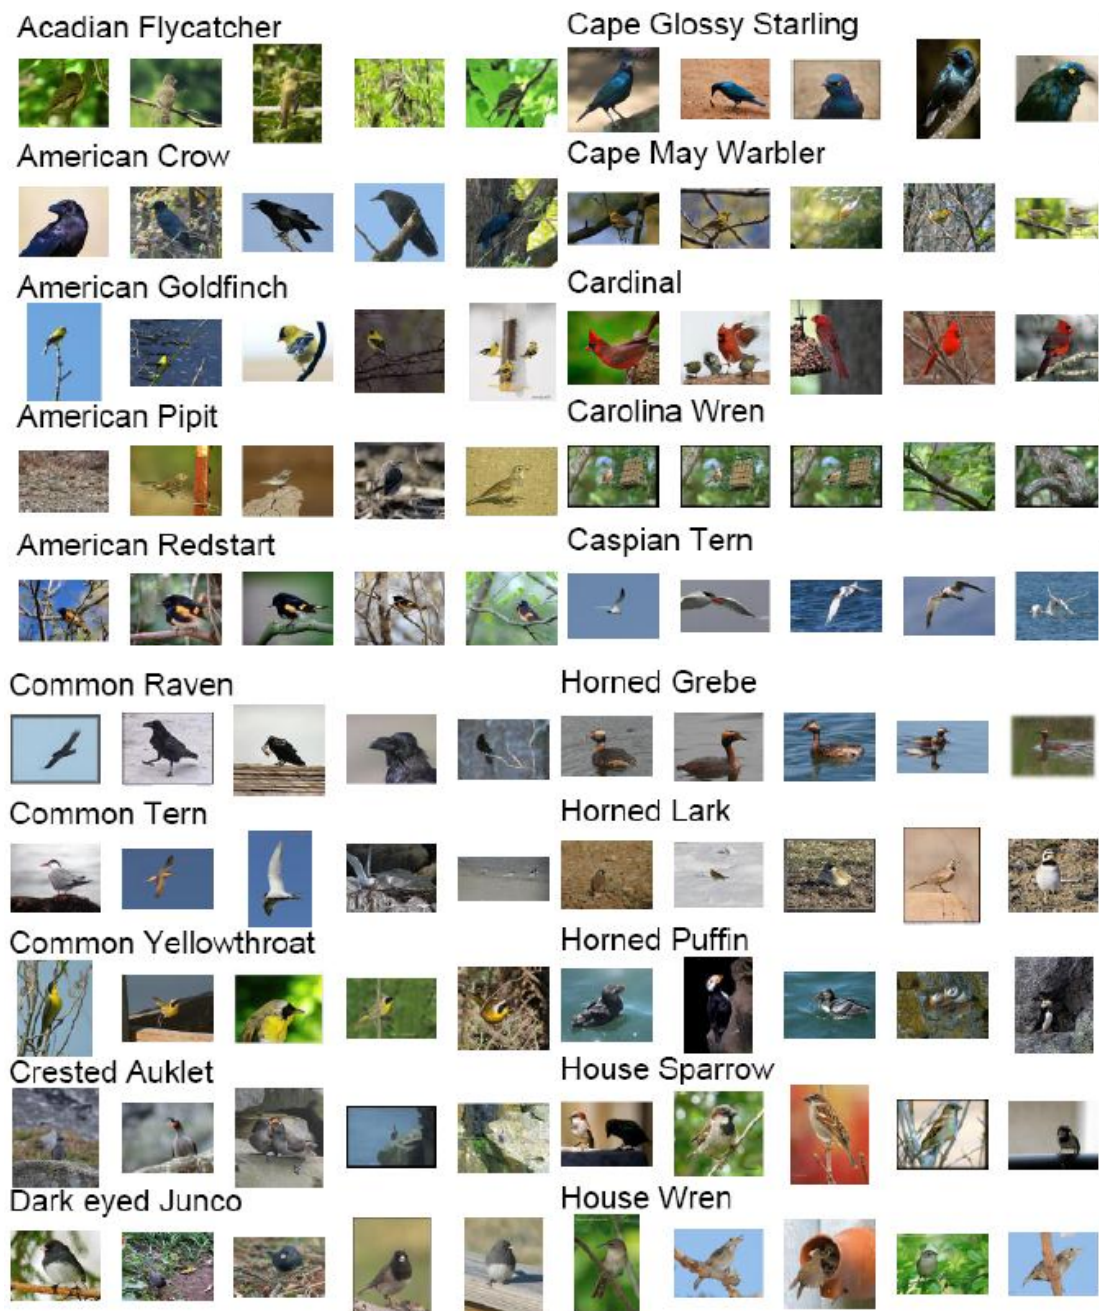 Acadian Flycatcher
American Crow
American Goldfinch
American Pipit
American Redstart
Cape Glossy Starling
Cape May Warbler
Cardinal
Carolina Wren
Caspian Tern
Common Raven
Common Tern
Common Yellowthroat
Crested Auklet
Dark eyed Junco
Horned Grebe
Horned Lark
Horned Puffin
House Sparrow
House Wren